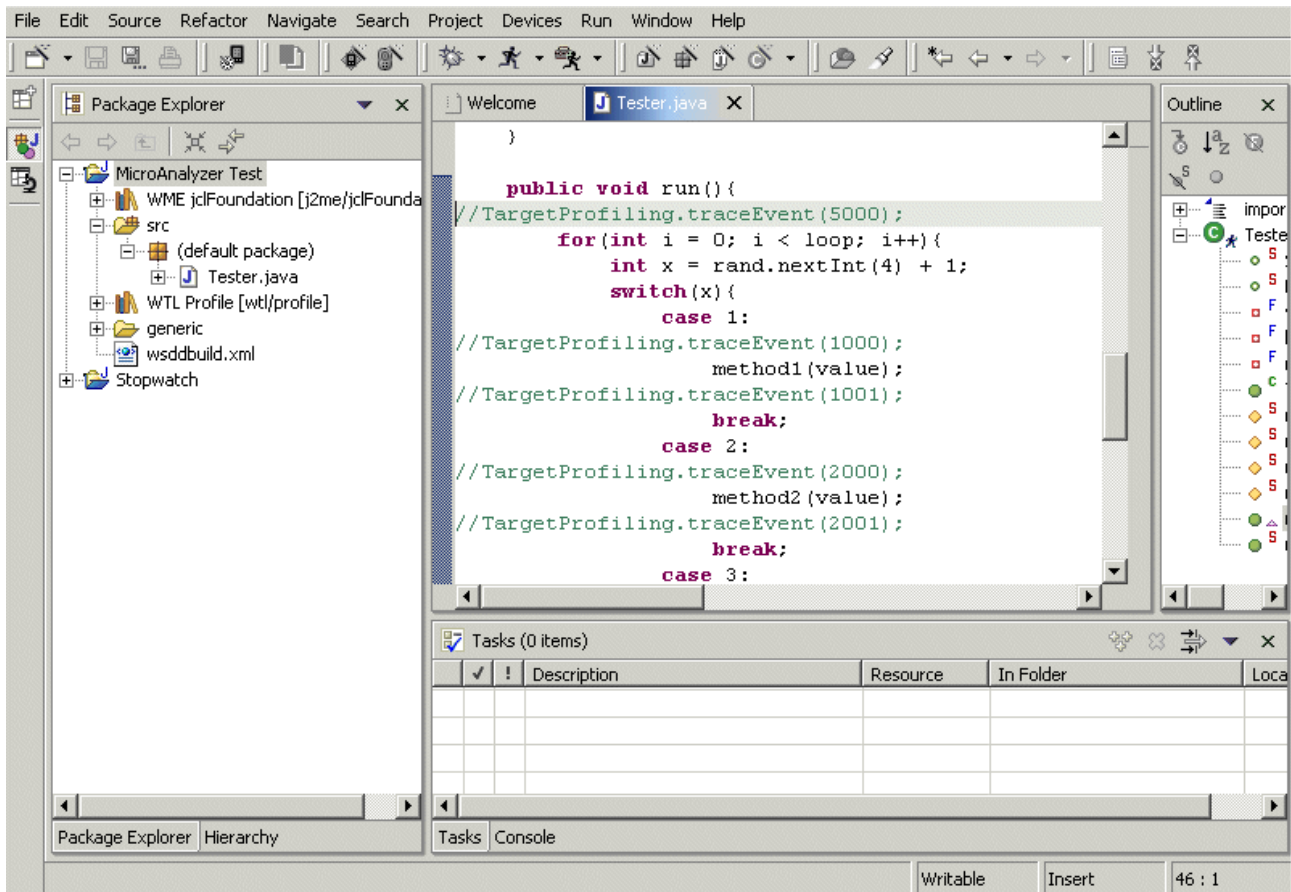 File Edit Source Refactor Navigate Search Project Devices Run Window Help
Package Explorer
MicroAnalyzer Test
WME jclFoundation [j2me/jclFounda
src
(default package)
Tester.java
WTL Profile [wtl/profile]
generic
wsddbuild.xml
Stopwatch
Package Explorer Hierarchy
Welcome Tester.java
}
public void run(){
//TargetProfiling.traceEvent(5000);
for(int i = 0; i < loop; i++){
int x = rand.nextInt(4) + 1;
switch(x){
case 1:
//TargetProfiling.traceEvent(1000);
method1(value);
//TargetProfiling.traceEvent(1001);
break;
case 2:
//TargetProfiling.traceEvent(2000);
method2(value);
//TargetProfiling.traceEvent(2001);
break;
case 3:
Outline
impor
Teste
Tasks (0 items)
! Description Resource In Folder Loca
Tasks Console
Writable Insert 46 : 1